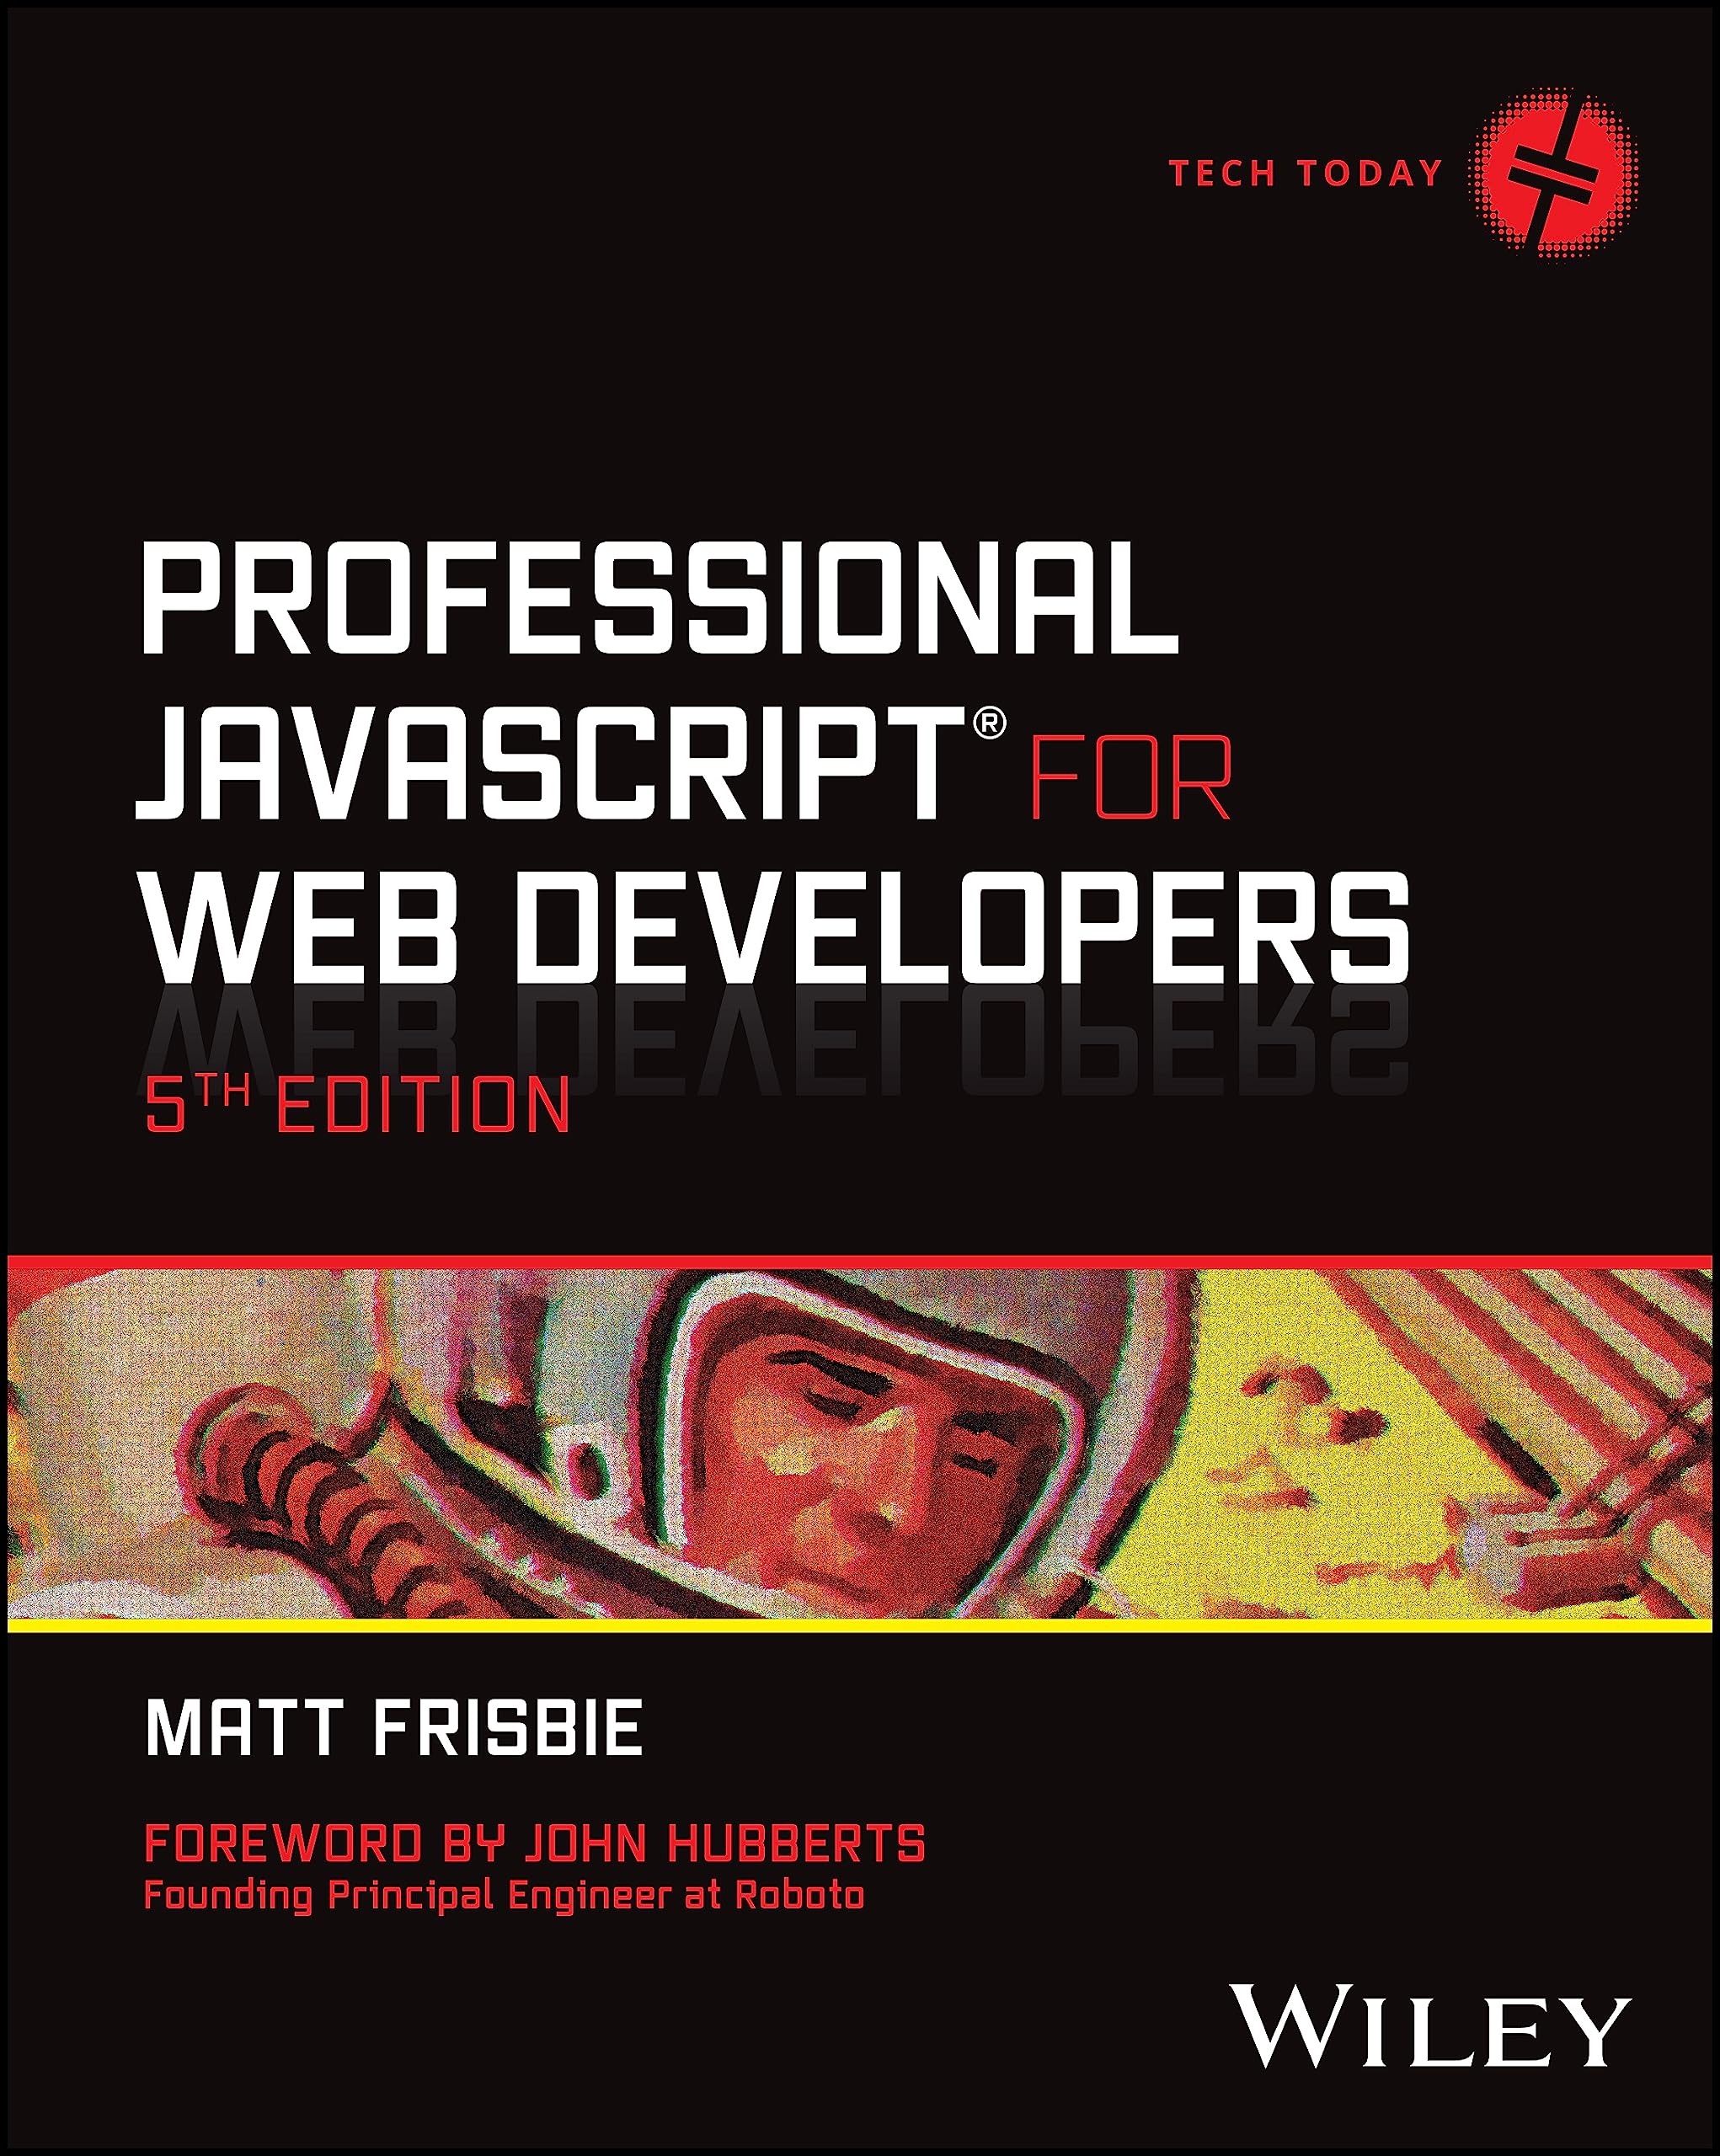 TECH TODAY
PROFESSIONAL
JAVASCRIPT® FOR
WEB DEVELOPERS
5TH EDITION
MATT FRISBIE
FOREWORD BY JOHN HUBBERTS
Founding Principal Engineer at Roboto
WILEY